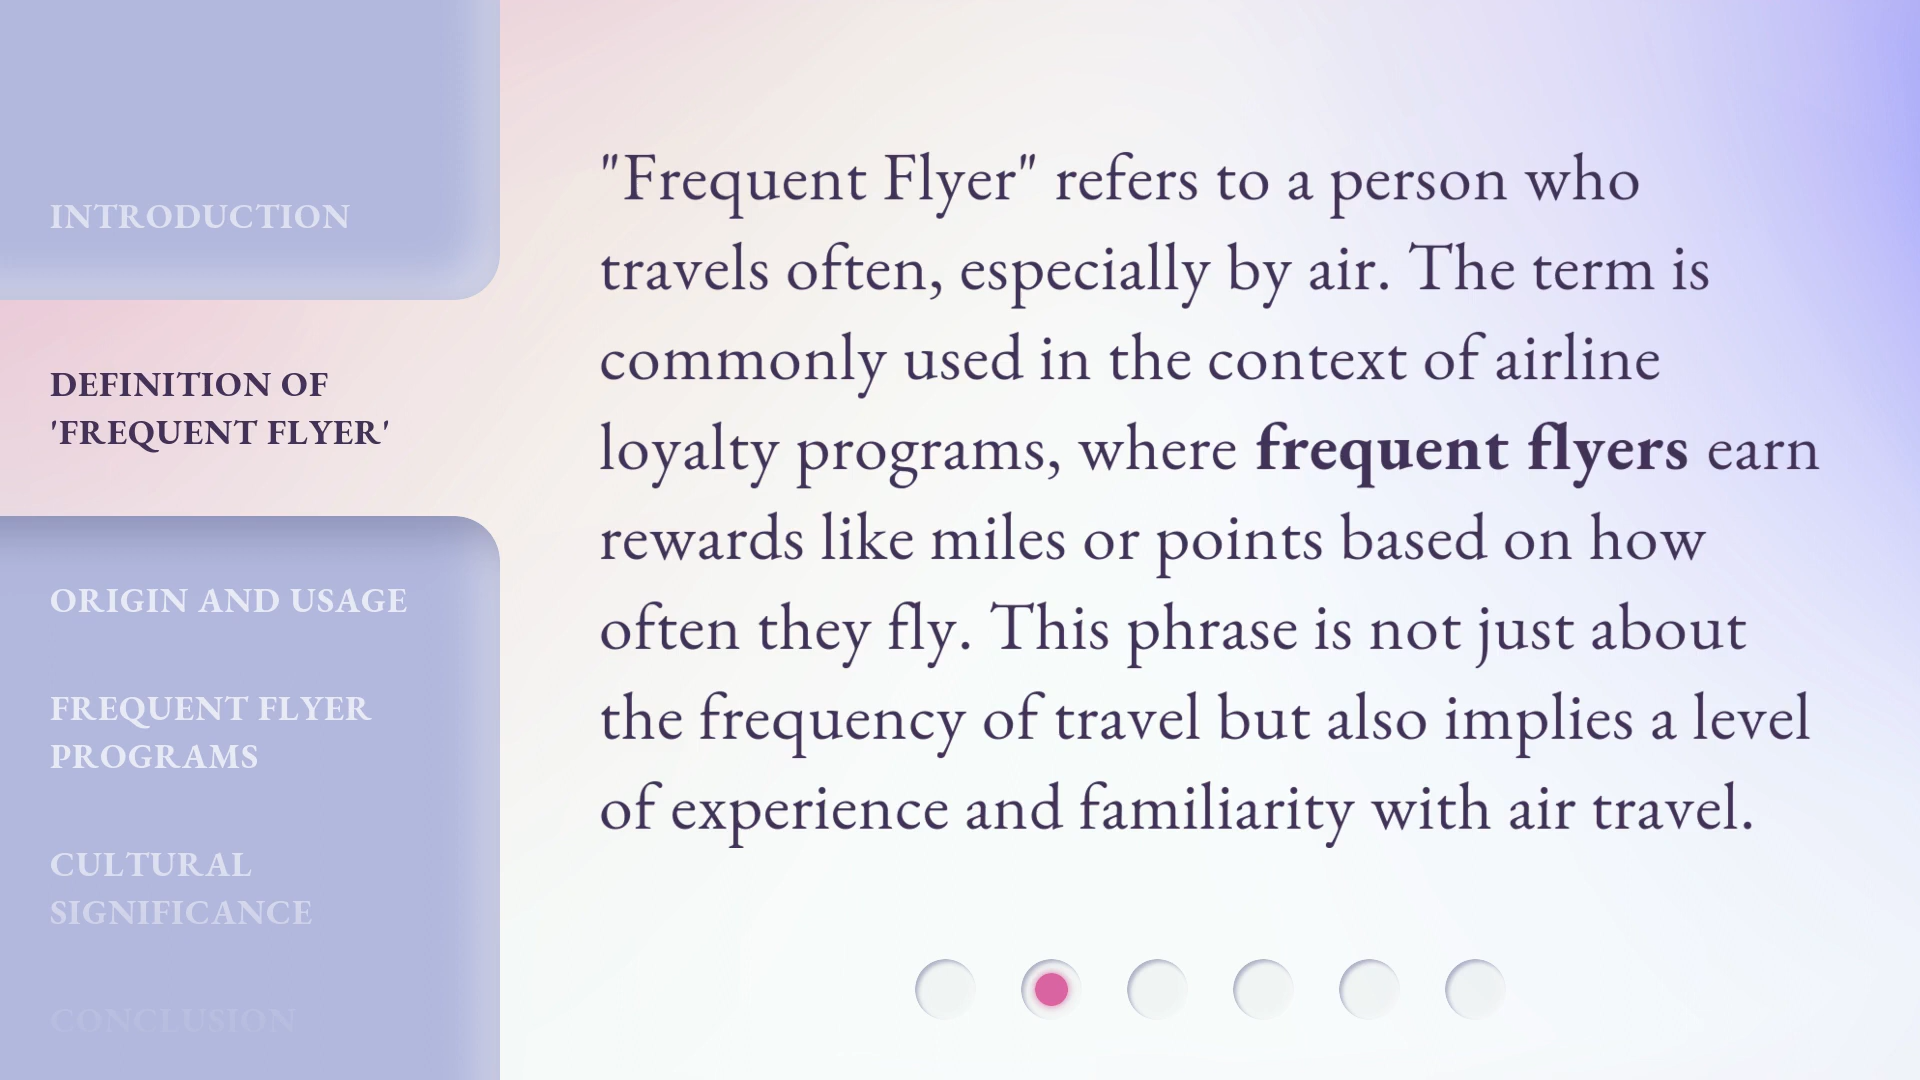 INTRODUCTION
DEFINITION OF
'FREQUENT FLYER'
ORIGIN AND USAGE
FREQUENT FLYER
PROGRAMS
CULTURAL
SIGNIFICANCE
CONCLUSION
"Frequent Flyer" refers to a person who
travels often, especially by air. The term is
commonly used in the context of airline
loyalty programs, where frequent flyers earn
rewards like miles or points based on how
often they fly. This phrase is not just about
the frequency of travel but also implies a level
of experience and familiarity with air travel.